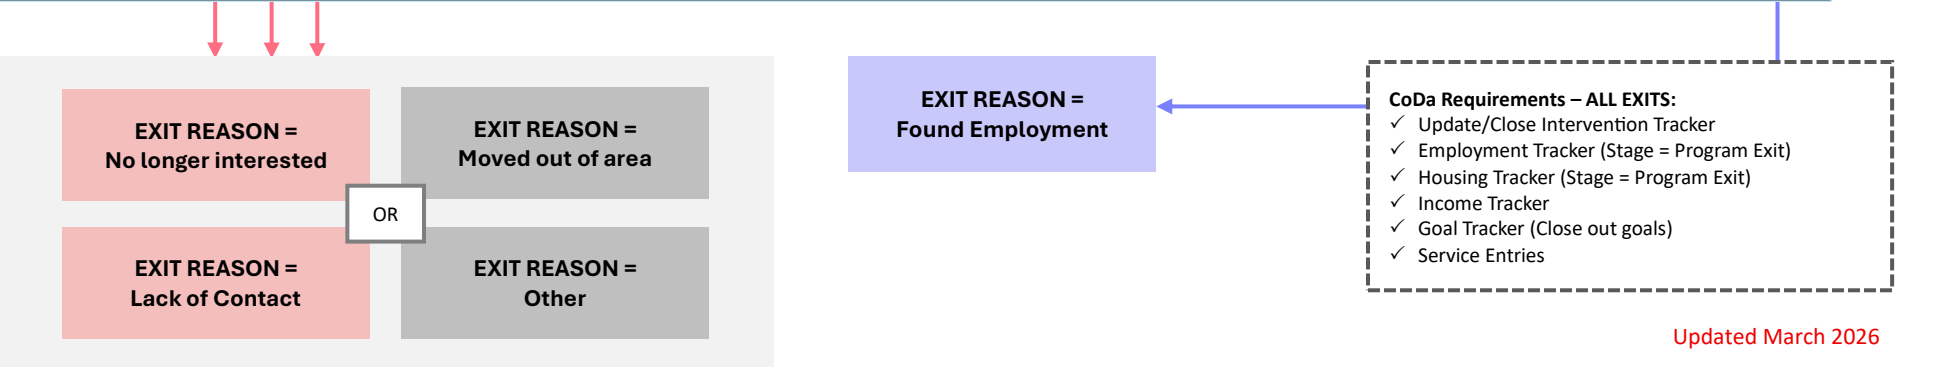 EXIT REASON =
No longer interested
EXIT REASON =
Moved out of area
OR
EXIT REASON =
Lack of Contact
EXIT REASON =
Other
EXIT REASON =
Found Employment
CoDa Requirements – ALL EXITS:
✓ Update/Close Intervention Tracker
✓ Employment Tracker (Stage = Program Exit)
✓ Housing Tracker (Stage = Program Exit)
✓ Income Tracker
✓ Goal Tracker (Close out goals)
✓ Service Entries
Updated March 2026